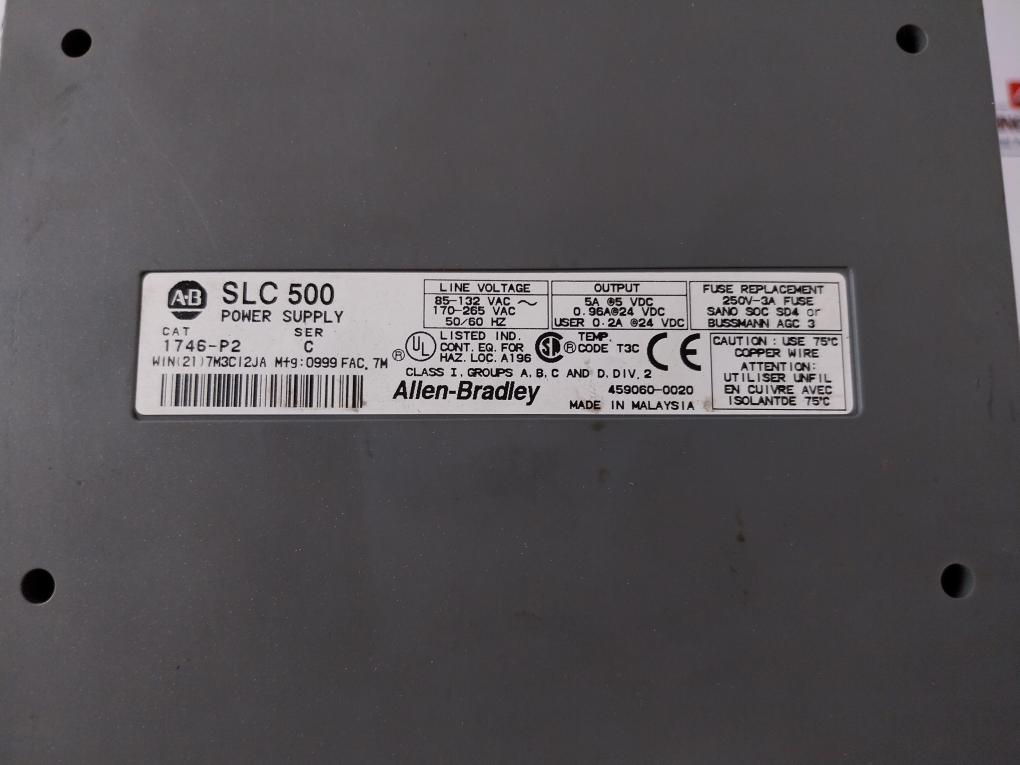 A-B
SLC 500
POWER SUPPLY
CAT SER
1746-P2 C
WIN(21)7M3CI2JA Mfg:0999 FAC. 7M
LINE VOLTAGE
85-132 VAC ~
170-265 VAC
50/60 HZ
OUTPUT
5A @5 VDC
0.96A@24 VDC
USER 0.2A @24 VDC
FUSE REPLACEMENT
250V-3A FUSE
SANO SOC SD4 or
BUSSMANN AGC 3
UL ®
LISTED IND.
CONT. EQ. FOR
HAZ. LOC. A196
SA ®
TEMP.
CODE T3C
CE
CLASS I, GROUPS A, B, C AND D, DIV. 2
Allen-Bradley
459060-0020
MADE IN MALAYSIA
CAUTION : USE 75°C
COPPER WIRE
ATTENTION:
UTILISER UNFIL
EN CUIVRE AVEC
ISOLANTDE 75°C